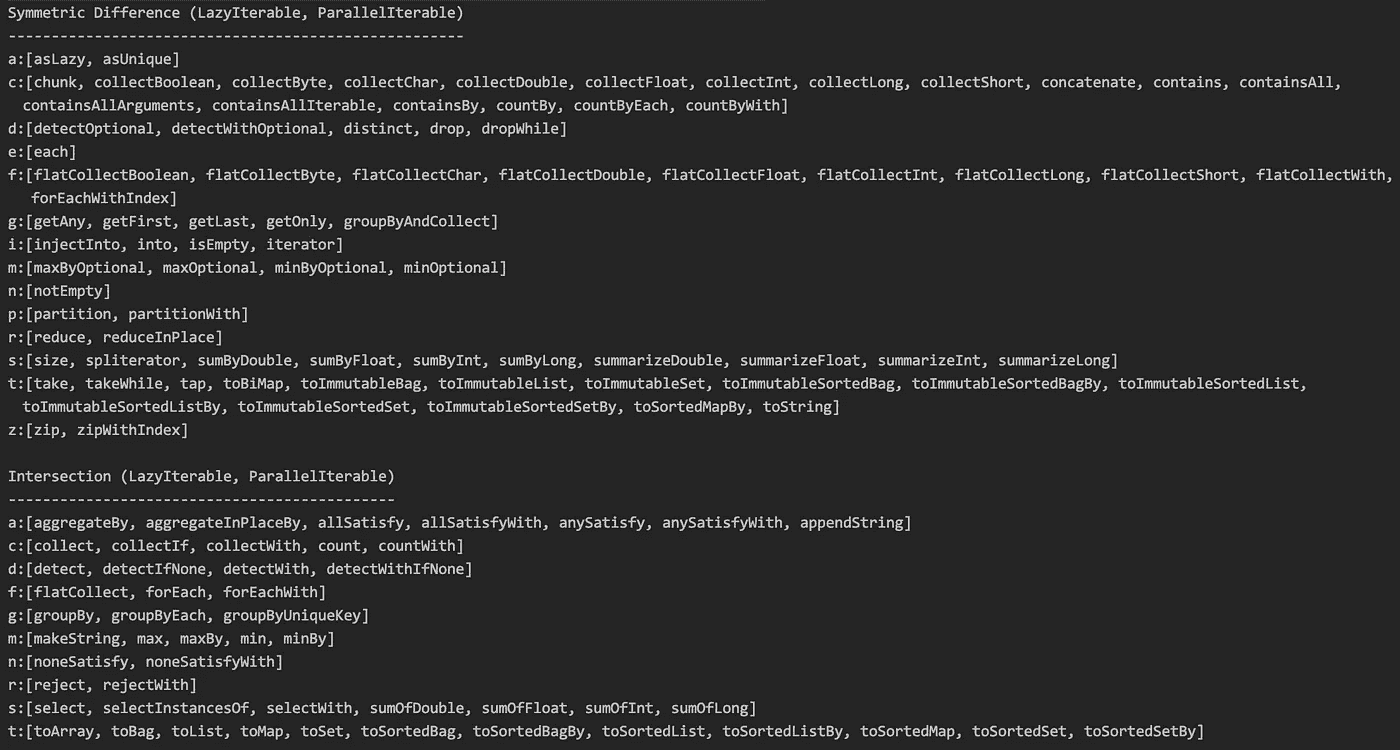 Symmetric Difference (LazyIterable, ParallelIterable)
-----------------------------------------------------
a:[asLazy, asUnique]
c:[chunk, collectBoolean, collectByte, collectChar, collectDouble, collectFloat, collectInt, collectLong, collectShort, concatenate, contains, containsAll,
containsAllArguments, containsAllIterable, containsBy, countBy, countByEach, countByWith]
d:[detectOptional, detectWithOptional, distinct, drop, dropWhile]
e:[each]
f:[flatCollectBoolean, flatCollectByte, flatCollectChar, flatCollectDouble, flatCollectFloat, flatCollectInt, flatCollectLong, flatCollectShort, flatCollectWith,
forEachWithIndex]
g:[getAny, getFirst, getLast, getOnly, groupByAndCollect]
i:[injectInto, into, isEmpty, iterator]
m:[maxByOptional, maxOptional, minByOptional, minOptional]
n:[notEmpty]
p:[partition, partitionWith]
r:[reduce, reduceInPlace]
s:[size, spliterator, sumByDouble, sumByFloat, sumByInt, sumByLong, summarizeDouble, summarizeFloat, summarizeInt, summarizeLong]
t:[take, takeWhile, tap, toBiMap, toImmutableBag, toImmutableList, toImmutableSet, toImmutableSortedBag, toImmutableSortedBagBy, toImmutableSortedList,
toImmutableSortedListBy, toImmutableSortedSet, toImmutableSortedSetBy, toSortedMapBy, toString]
z:[zip, zipWithIndex]
Intersection (LazyIterable, ParallelIterable)
---------------------------------------------
a:[aggregateBy, aggregateInPlaceBy, allSatisfy, allSatisfyWith, anySatisfy, anySatisfyWith, appendString]
c:[collect, collectIf, collectWith, count, countWith]
d:[detect, detectIfNone, detectWith, detectWithIfNone]
f:[flatCollect, forEach, forEachWith]
g:[groupBy, groupByEach, groupByUniqueKey]
m:[makeString, max, maxBy, min, minBy]
n:[noneSatisfy, noneSatisfyWith]
r:[reject, rejectWith]
s:[select, selectInstancesOf, selectWith, sumOfDouble, sumOfFloat, sumOfInt, sumOfLong]
t:[toArray, toBag, toList, toMap, toSet, toSortedBag, toSortedBagBy, toSortedList, toSortedListBy, toSortedMap, toSortedSet, toSortedSetBy]